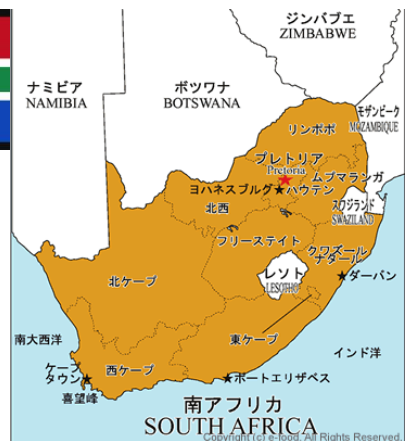 ジンバブエ
ZIMBABWE
ナミビア
NAMIBIA
ボツワナ
BOTSWANA
モザンビーク
MOZAMBIQUE
リンポポ
プレトリア
Pretoria
ムプマランガ
ヨハネスブルグ★ハウテン
北西
スワジランド
SWAZILAND
フリーステイト
クワズール
ナタール
レソト
LESOTHO
★ダーバン
北ケープ
東ケープ
南大西洋
インド洋
ケープ
タウン★
西ケープ
★ポートエリザベス
喜望峰
南アフリカ
SOUTH AFRICA
Copyright (c) e-food. All Rights Reserved.